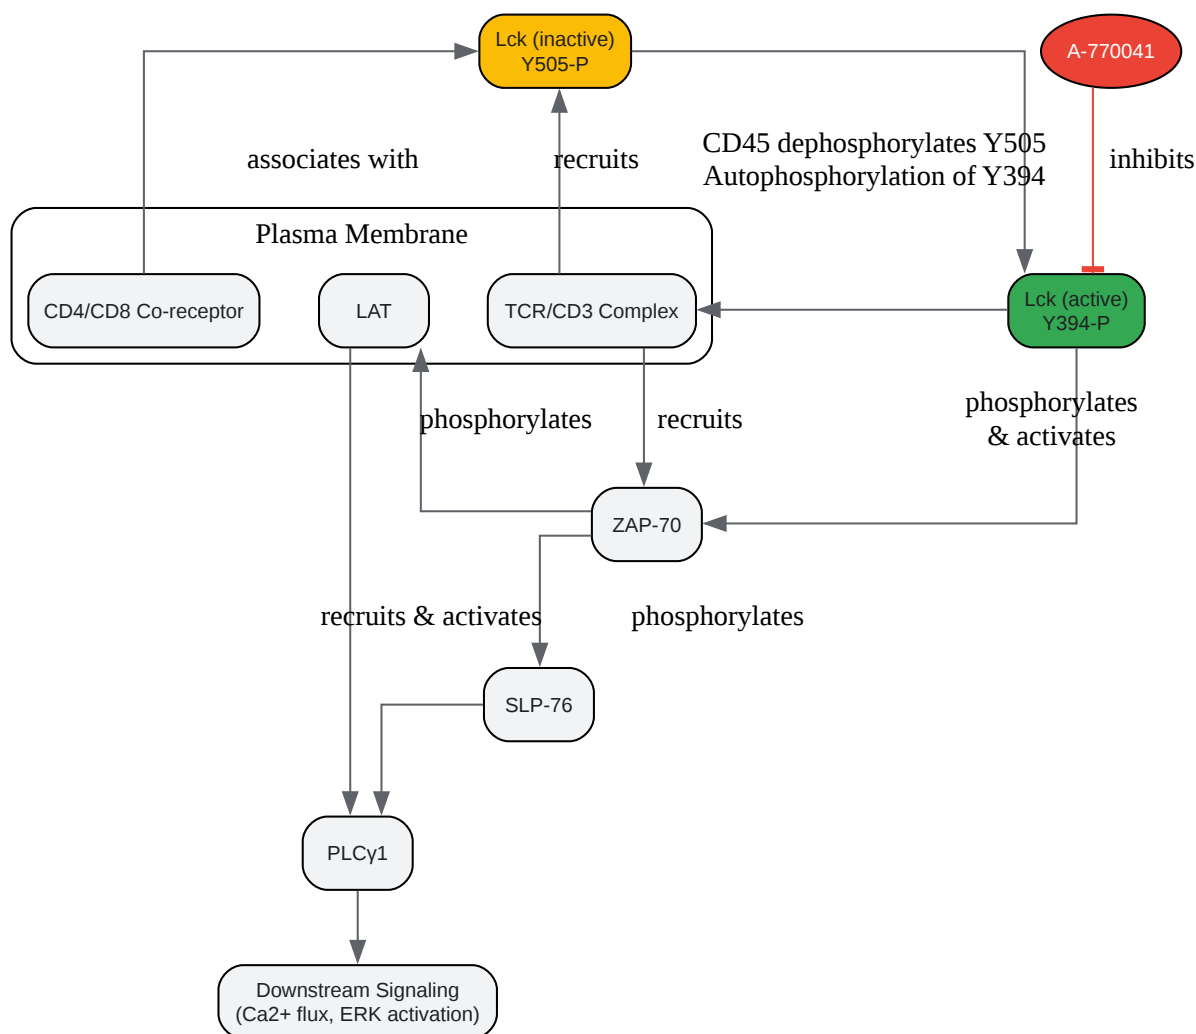 Lck (inactive)
Y505-P
A-770041
associates with
recruits
CD45 dephosphorylates Y505
Autophosphorylation of Y394
inhibits
Plasma Membrane
CD4/CD8 Co-receptor
LAT
TCR/CD3 Complex
Lck (active)
Y394-P
phosphorylates
recruits
phosphorylates
& activates
ZAP-70
recruits & activates
phosphorylates
SLP-76
PLCγ1
Downstream Signaling
(Ca2+ flux, ERK activation)